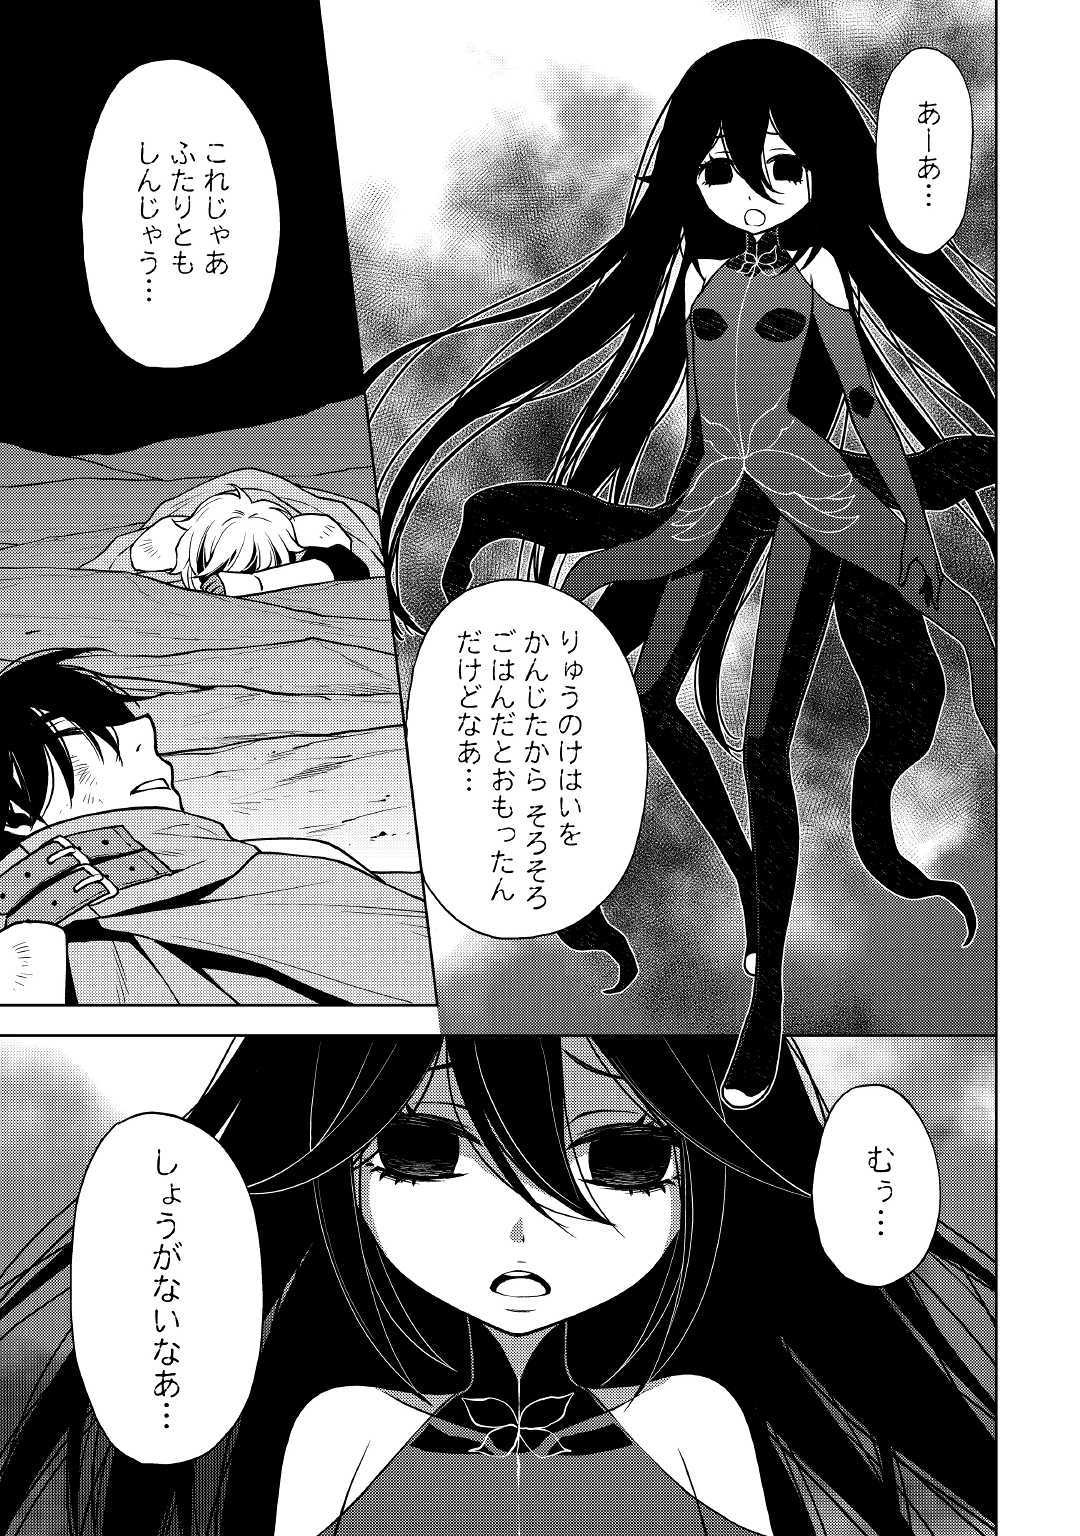 あーあ…
りゅうのけはいを
かんじたから そろそろ
ごはんだとおもったん
だけどなあ…
これじゃあ
ふたりとも
しんじゃう…
むぅ…
しょうがないなあ…